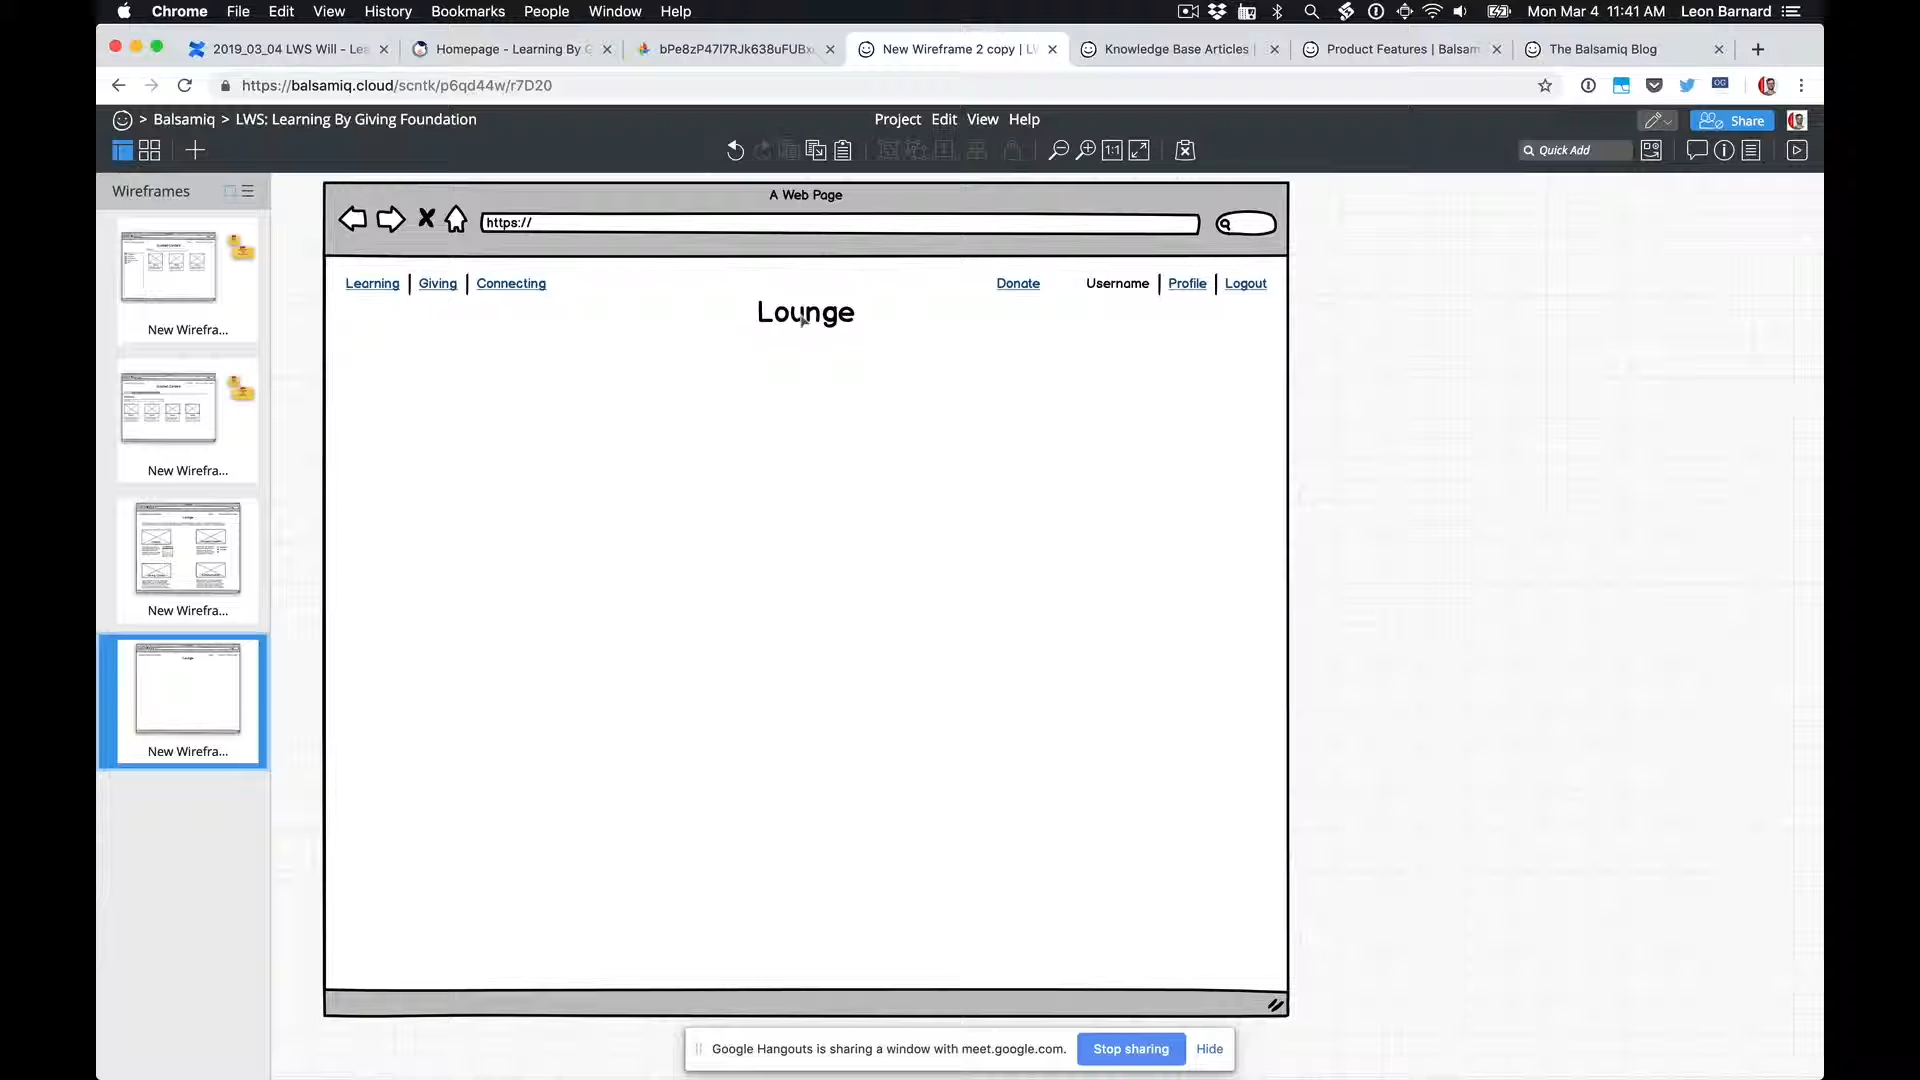 Chrome File Edit View History Bookmarks People Window Help Mon Mar 4 11:41 AM Leon Barnard
2019_03_04 LWS Will - Lea Homepage - Learning By G bPe8zP47I7RJk638uFUBx New Wireframe 2 copy | LW Knowledge Base Articles | Product Features | Balsam The Balsamiq Blog
https://balsamiq.cloud/scntk/p6qd44w/r7D20
> Balsamiq > LWS: Learning By Giving Foundation Project Edit View Help Share
1:1 Quick Add
Wireframes
A Web Page
https://
Learning Giving Connecting Donate Username Profile Logout
Lounge
New Wirefra...
New Wirefra...
New Wirefra...
New Wirefra...
Google Hangouts is sharing a window with meet.google.com. Stop sharing Hide